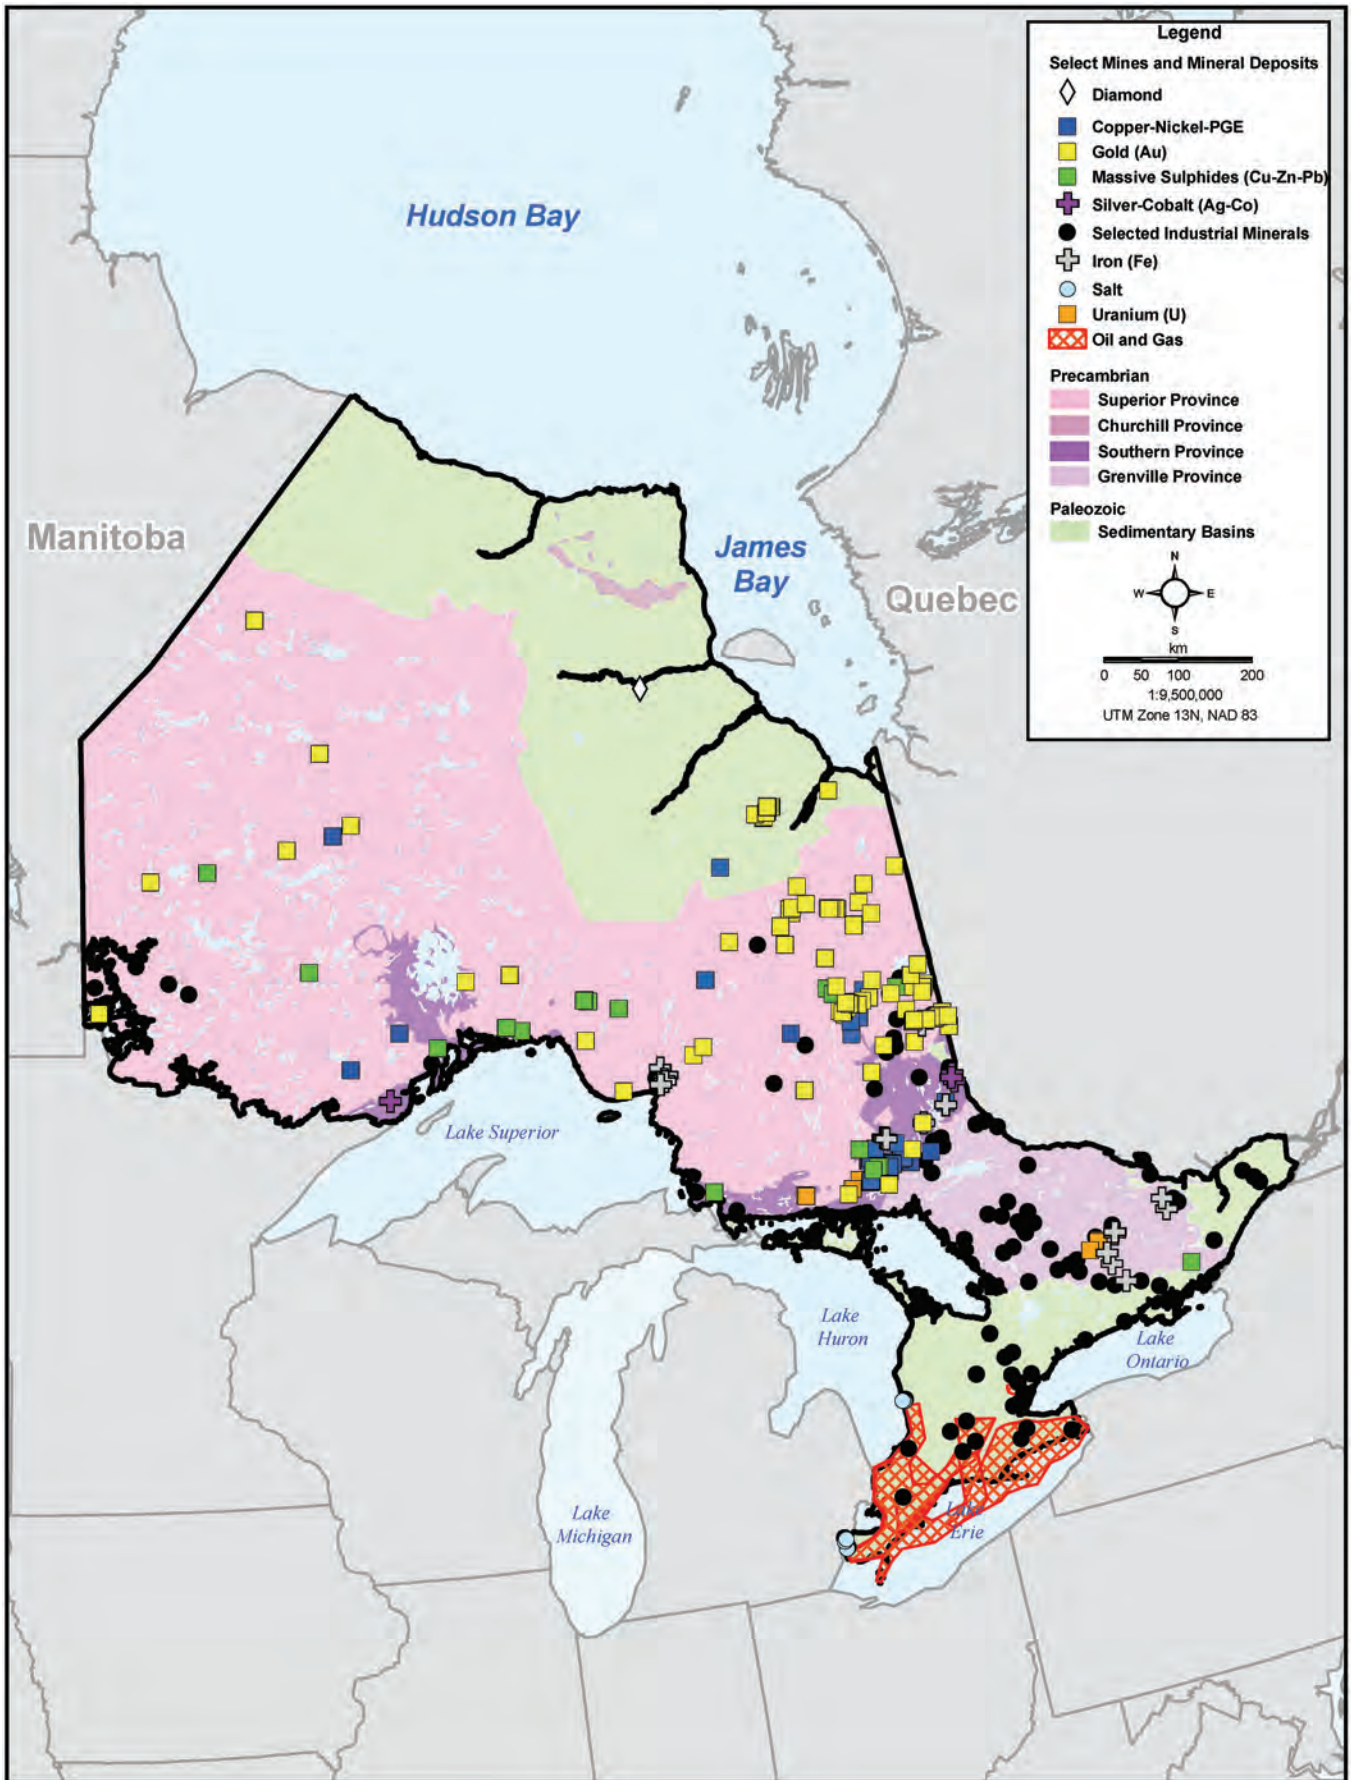 Legend
Select Mines and Mineral Deposits
Diamond
Copper-Nickel-PGE
Gold (Au)
Massive Sulphides (Cu-Zn-Pb)
Silver-Cobalt (Ag-Co)
Selected Industrial Minerals
Iron (Fe)
Salt
Uranium (U)
Oil and Gas
Precambrian
Superior Province
Churchill Province
Southern Province
Grenville Province
Paleozoic
Sedimentary Basins
N
W
E
S
km
0 50 100 200
1:9,500,000
UTM Zone 13N, NAD 83
Hudson Bay
Manitoba
James
Bay
Quebec
Lake Superior
Lake
Huron
Lake
Ontario
Lake
Michigan
Lake
Erie